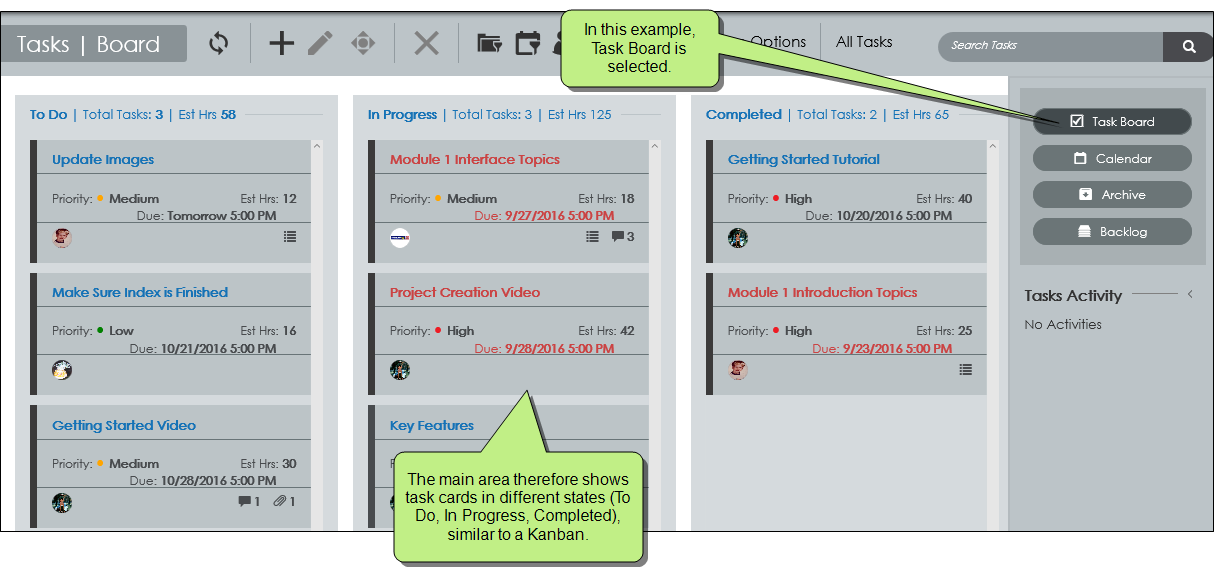 Tasks | Board
Options
All Tasks
Search Tasks
In this example,
Task Board is
selected.
To Do | Total Tasks: 3 | Est Hrs 58
Update Images
Priority: Medium Est Hrs: 12
Due: Tomorrow 5:00 PM
Make Sure Index is Finished
Priority: Low Est Hrs: 16
Due: 10/21/2016 5:00 PM
Getting Started Video
Priority: Medium Est Hrs: 30
Due: 10/28/2016 5:00 PM
1 1
In Progress | Total Tasks: 3 | Est Hrs 125
Module 1 Interface Topics
Priority: Medium Est Hrs: 18
Due: 9/27/2016 5:00 PM
3
Project Creation Video
Priority: High Est Hrs: 42
Due: 9/28/2016 5:00 PM
Key Features
The main area therefore shows
task cards in different states (To
Do, In Progress, Completed),
similar to a Kanban.
Completed | Total Tasks: 2 | Est Hrs 65
Getting Started Tutorial
Priority: High Est Hrs: 40
Due: 10/20/2016 5:00 PM
Module 1 Introduction Topics
Priority: High Est Hrs: 25
Due: 9/23/2016 5:00 PM
Task Board
Calendar
Archive
Backlog
Tasks Activity
No Activities